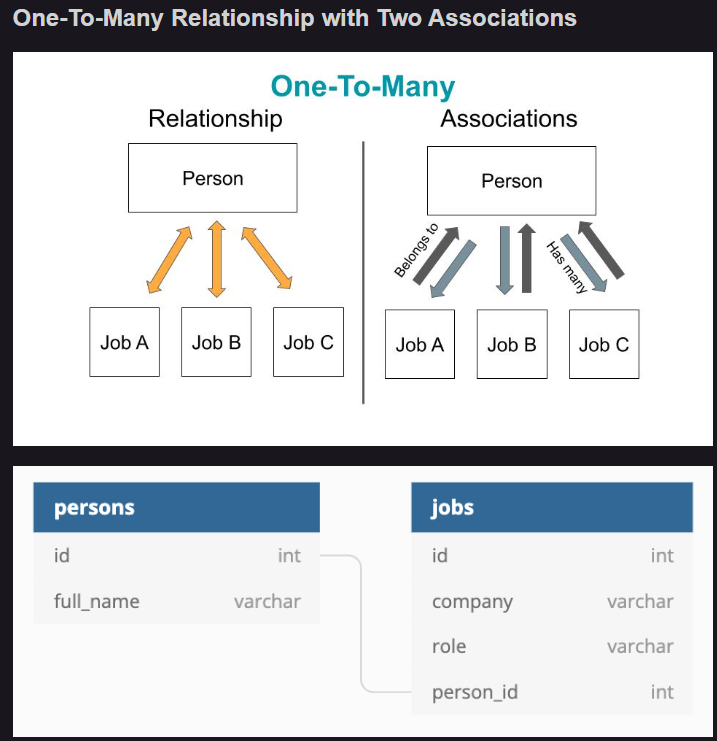 One-To-Many Relationship with Two Associations
One-To-Many
Relationship
Associations
Person
Person
Belongs to
Has many
Job A
Job B
Job C
Job A
Job B
Job C
persons
id int
full_name varchar
jobs
id int
company varchar
role varchar
person_id int